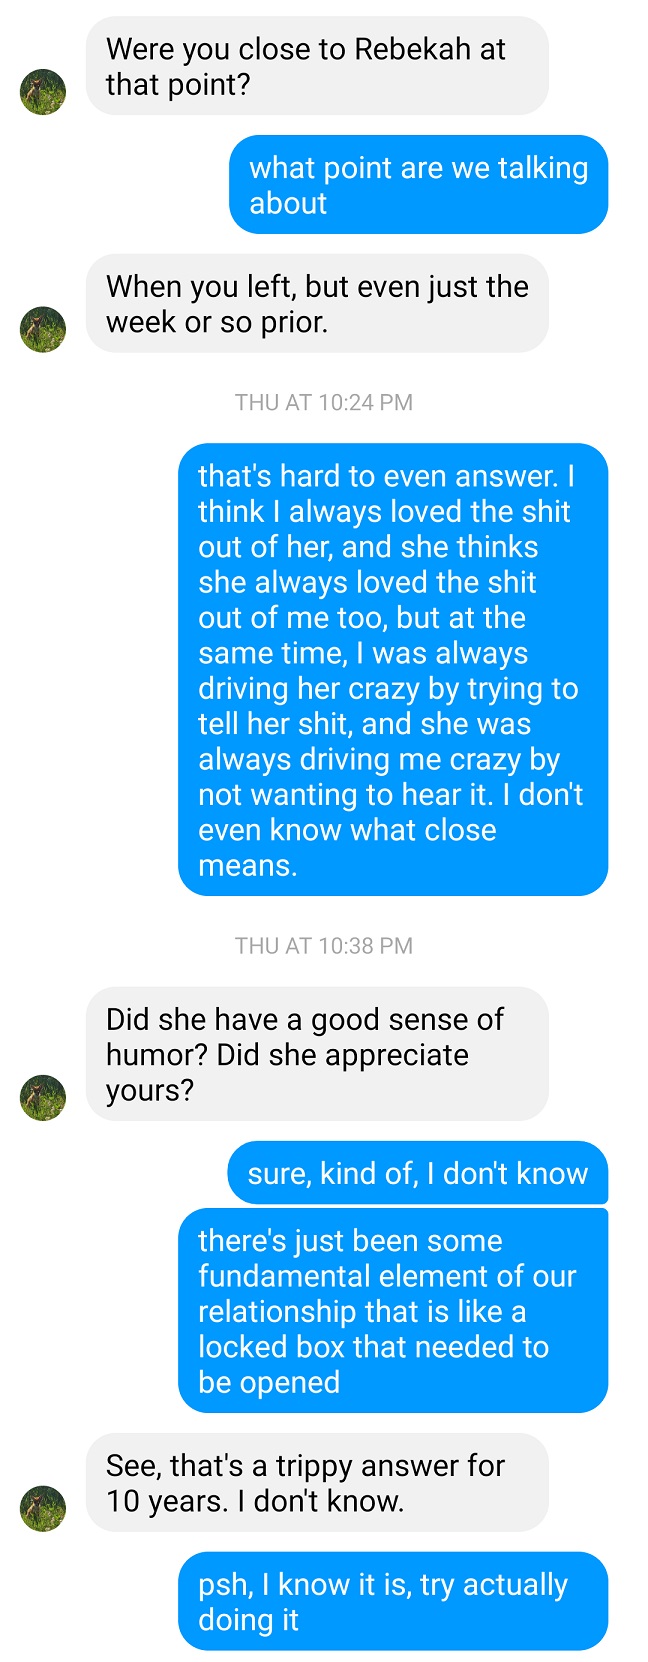 Were you close to Rebekah at
that point?
what point are we talking
about
When you left, but even just the
week or so prior.
THU AT 10:24 PM
that's hard to even answer. I
think I always loved the shit
out of her, and she thinks
she always loved the shit
out of me too, but at the
same time, I was always
driving her crazy by trying to
tell her shit, and she was
always driving me crazy by
not wanting to hear it. I don't
even know what close
means.
THU AT 10:38 PM
Did she have a good sense of
humor? Did she appreciate
yours?
sure, kind of, I don't know
there's just been some
fundamental element of our
relationship that is like a
locked box that needed to
be opened
See, that's a trippy answer for
10 years. I don't know.
psh, I know it is, try actually
doing it